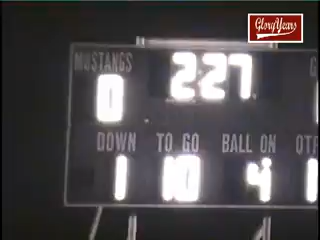 GloryYears
MUSTANGS 2:27 G
0
DOWN TO GO BALL ON QTR
1 10 4 1